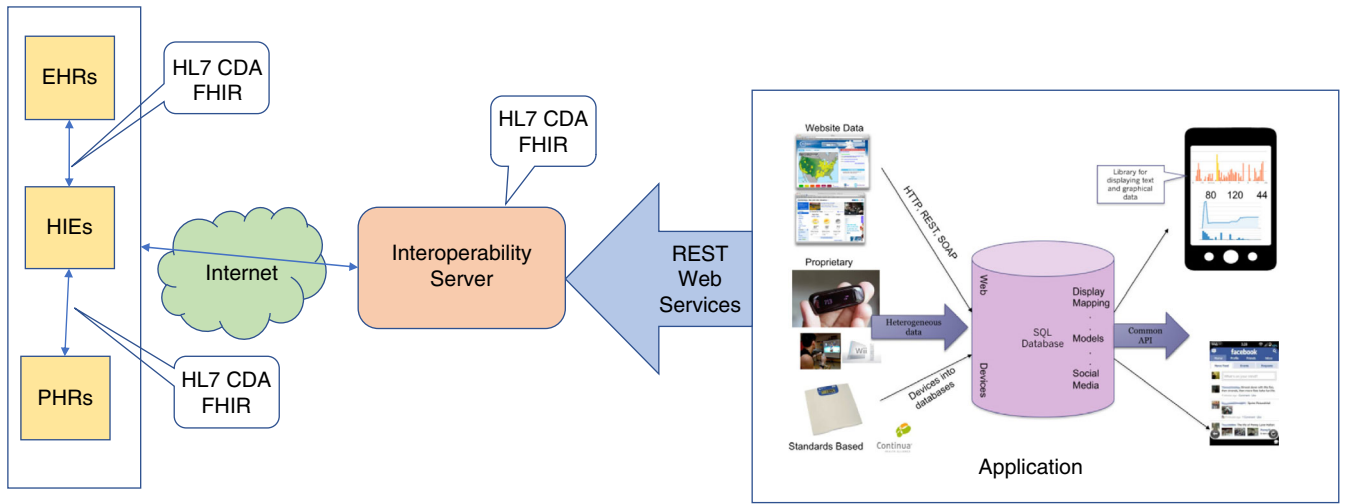 EHRs
HL7 CDA
FHIR
HIEs
HL7 CDA
FHIR
PHRs
Internet
HL7 CDA
FHIR
Interoperability
Server
REST
Web
Services
Website Data
Proprietary
Wii
Standards Based
Continua
HTTP, REST, SOAP
Heterogeneous
data
Devices into
databases
Web
Devices
SQL
Database
Display
Mapping
.
.
Models
.
.
Social
Media
Common
API
Library for
displaying text
and graphical
data
80 120 44
facebook
Application